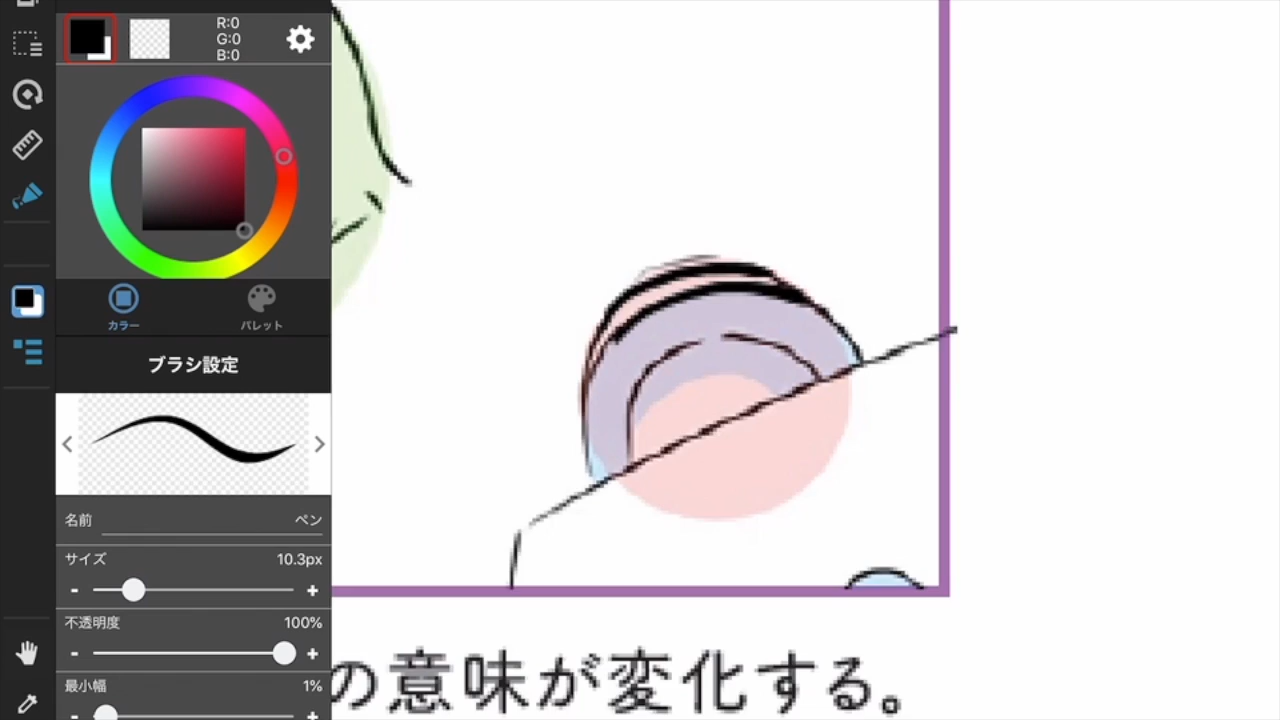 R:0
G:0
B:0
カラー
パレット
ブラシ設定
名前 ペン
サイズ 10.3px
- +
不透明度 100%
- +
最小幅 1%
- +
の意味が変化する。